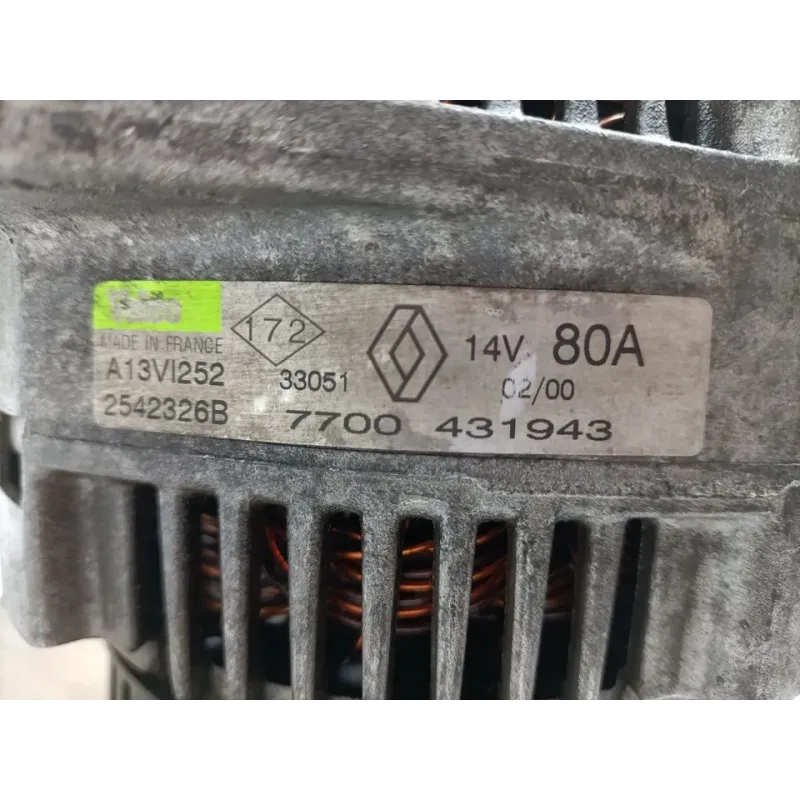 MADE IN FRANCE
A13VI252
2542326B
172
33051
14V 80A
02/00
7700 431943